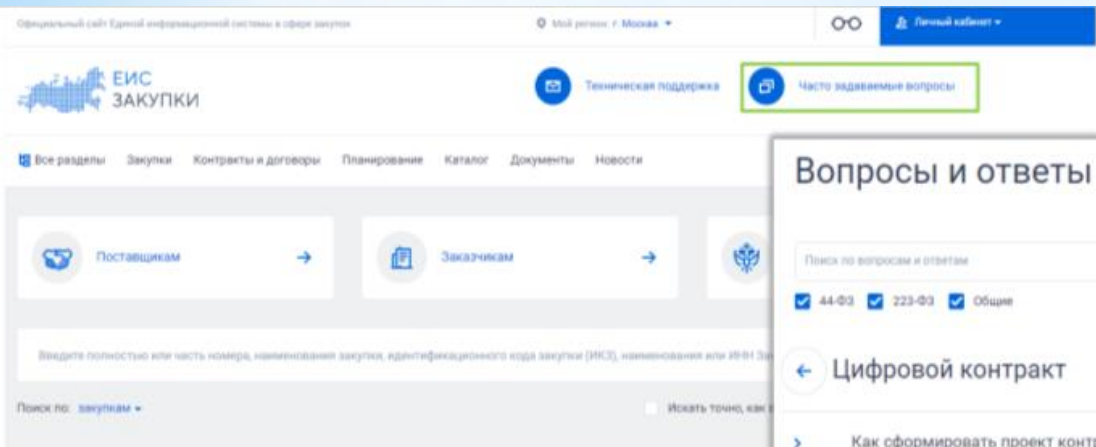 Официальный сайт Единой информационной системы в сфере закупок
Мой регион: г. Москва
Личный кабинет
ЕИС
ЗАКУПКИ
Техническая поддержка
Часто задаваемые вопросы
Все разделы Закупки Контракты и договоры Планирование Каталог Документы Новости
Поставщикам
Заказчикам
Введите полностью или часть номера, наименования закупки, идентификационного кода закупки (ИКЗ), наименования или ИНН За
Поиск по: закупкам
Искать точно, как
Вопросы и ответы
Поиск по вопросам и ответам
44-ФЗ 223-ФЗ Общие
Цифровой контракт
Как сформировать проект контр